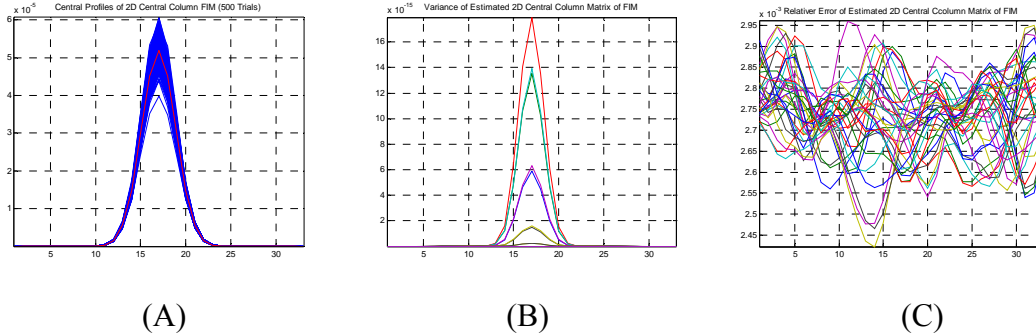 Central Profiles of 2D Central Column FIM (500 Trials)
x 10^-5
6
5
4
3
2
1
5 10 15 20 25 30
(A)
Variance of Estimated 2D Central Ccolumn Matrix of FIM
x 10^-15
16
14
12
10
8
6
4
2
5 10 15 20 25 30
(B)
x 10^-3 Relativer Error of Estimated 2D Central Ccolumn Matrix of FIM
2.95
2.9
2.85
2.8
2.75
2.7
2.65
2.6
2.55
2.5
2.45
5 10 15 20 25 30
(C)